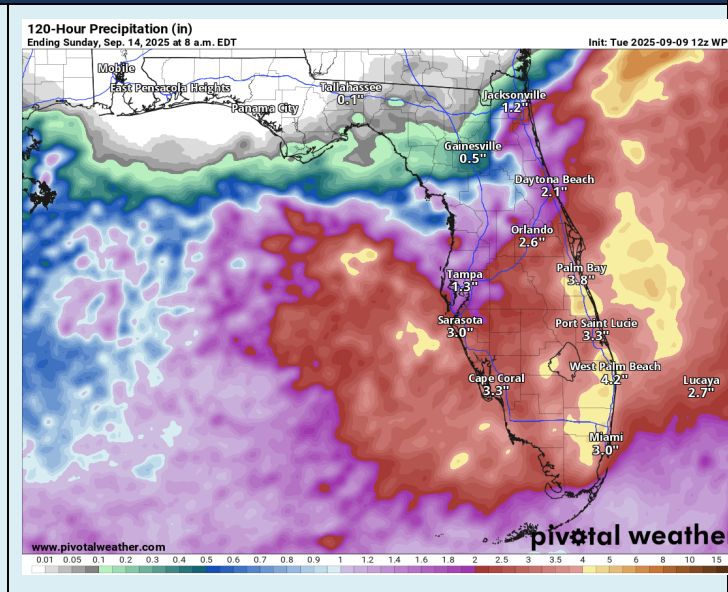 120-Hour Precipitation (in)
Ending Sunday, Sep. 14, 2025 at 8 a.m. EDT Init: Tue 2025-09-09 12z WP
Mobile
East Pensacola Heights
Panama City
Tallahassee
0.1"
Jacksonville
1.2"
Gainesville
0.5"
Daytona Beach
2.1"
Orlando
2.6"
Tampa
1.3"
Palm Bay
3.8"
Sarasota
3.0"
Port Saint Lucie
3.3"
Cape Coral
3.3"
West Palm Beach
4.2"
Lucaya
2.7"
Miami
3.0"
pivotal weathe
www.pivotalweather.com
0.01 0.05 0.1 0.2 0.3 0.4 0.5 0.6 0.7 0.8 0.9 1 1.2 1.4 1.6 1.8 2 2.5 3 3.5 4 5 6 8 10 15